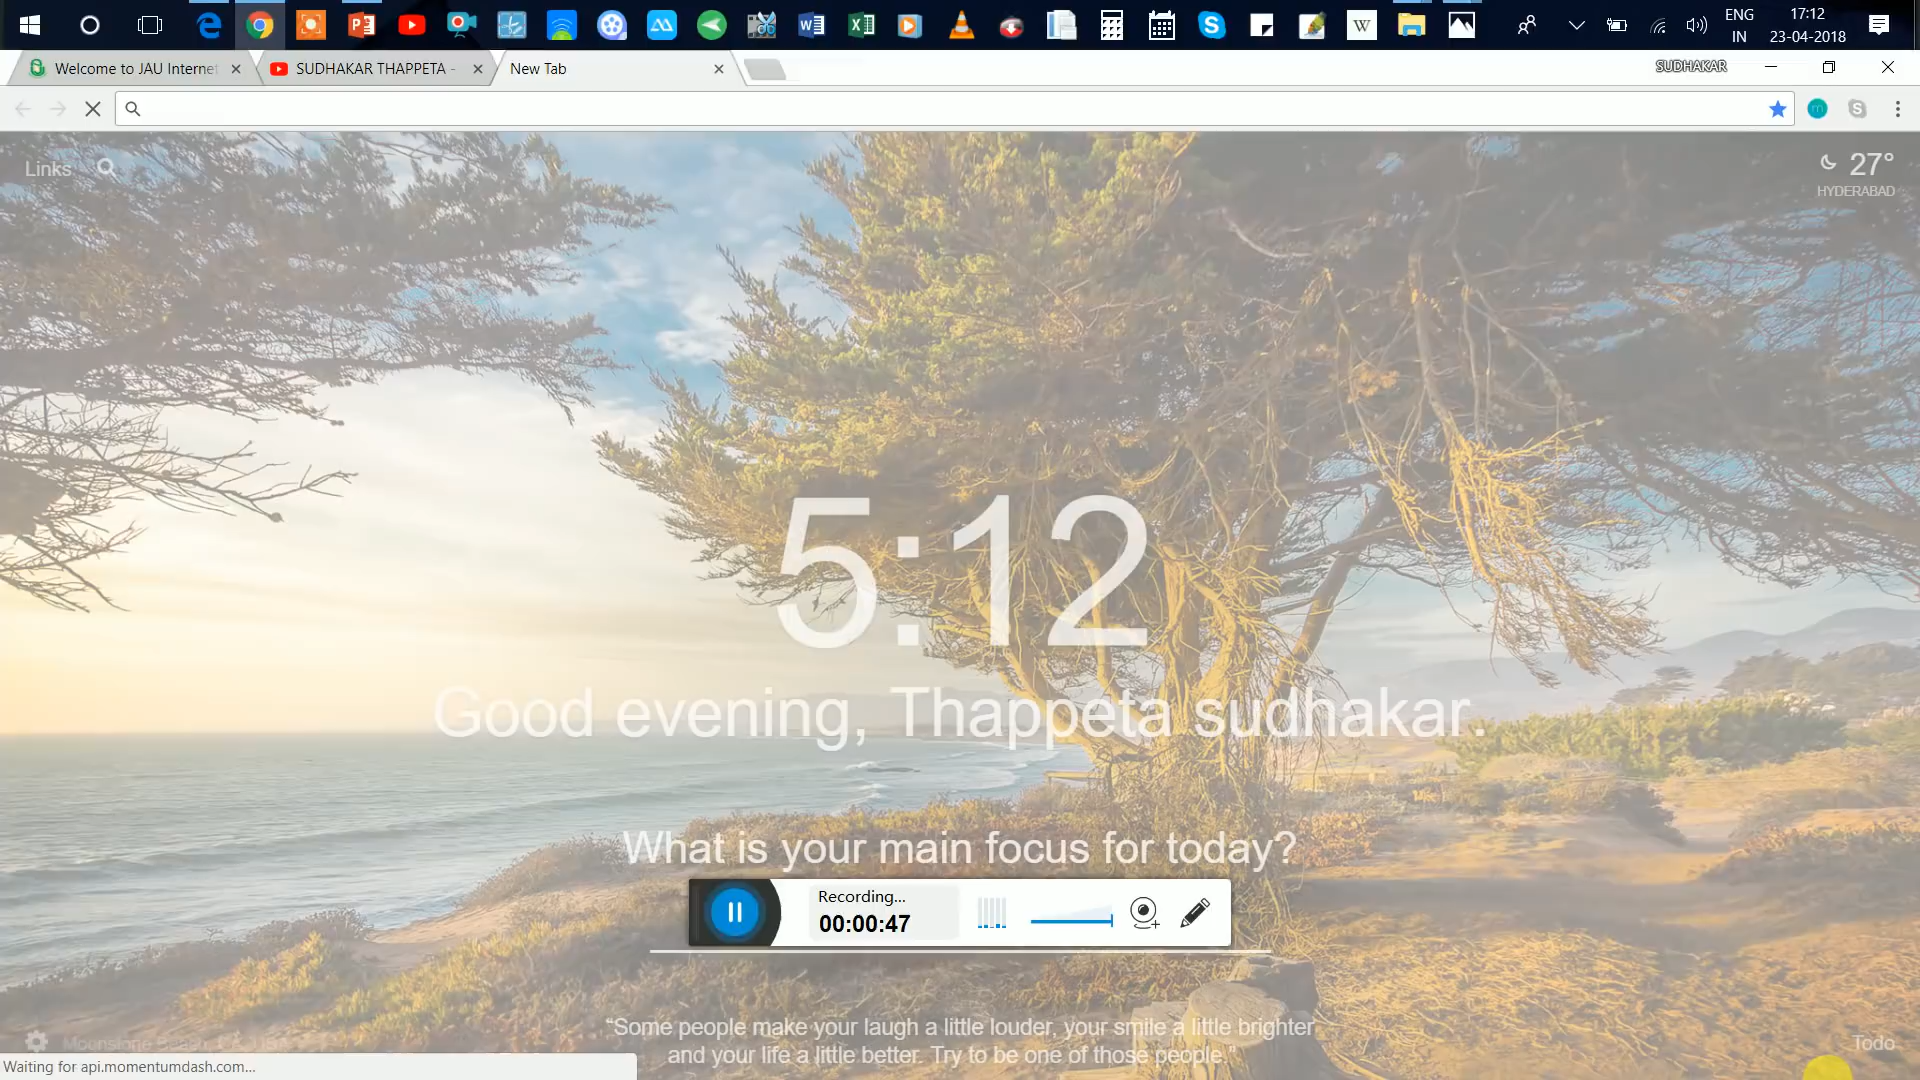 ENG
IN
17:12
23-04-2018
Welcome to JAU Internet
SUDHAKAR THAPPETA -
New Tab
SUDHAKAR
Links
27°
HYDERABAD
5:12
Good evening, Thappeta sudhakar.
What is your main focus for today?
Recording...
00:00:47
“Some people make your laugh a little louder, your smile a little brighter
and your life a little better. Try to be one of those people.”
Todo
Waiting for api.momentumdash.com...